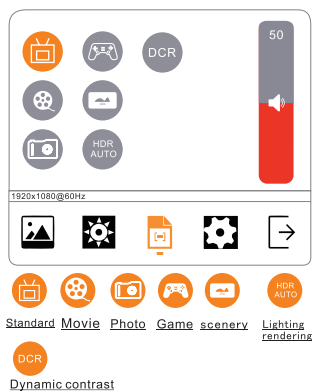 50
DCR
HDR
AUTO
1920x1080@60Hz
HDR
AUTO
Standard Movie Photo Game scenery Lighting
rendering
DCR
Dynamic contrast